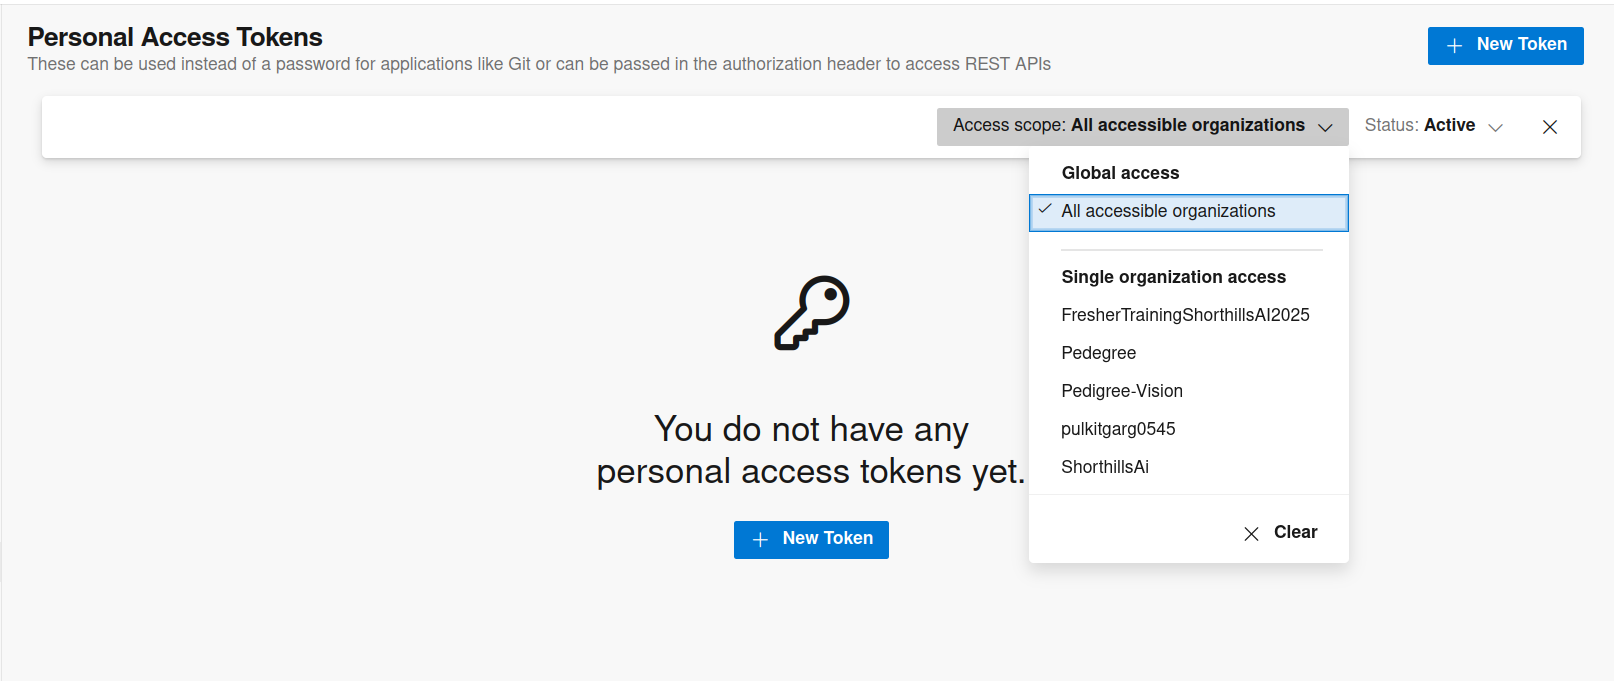 Personal Access Tokens
These can be used instead of a password for applications like Git or can be passed in the authorization header to access REST APIs
New Token
Access scope: All accessible organizations
Status: Active
Global access
All accessible organizations
Single organization access
FresherTrainingShorthillsAI2025
Pedegree
Pedigree-Vision
pulkitgarg0545
ShorthillsAi
Clear
You do not have any
personal access tokens yet.
New Token